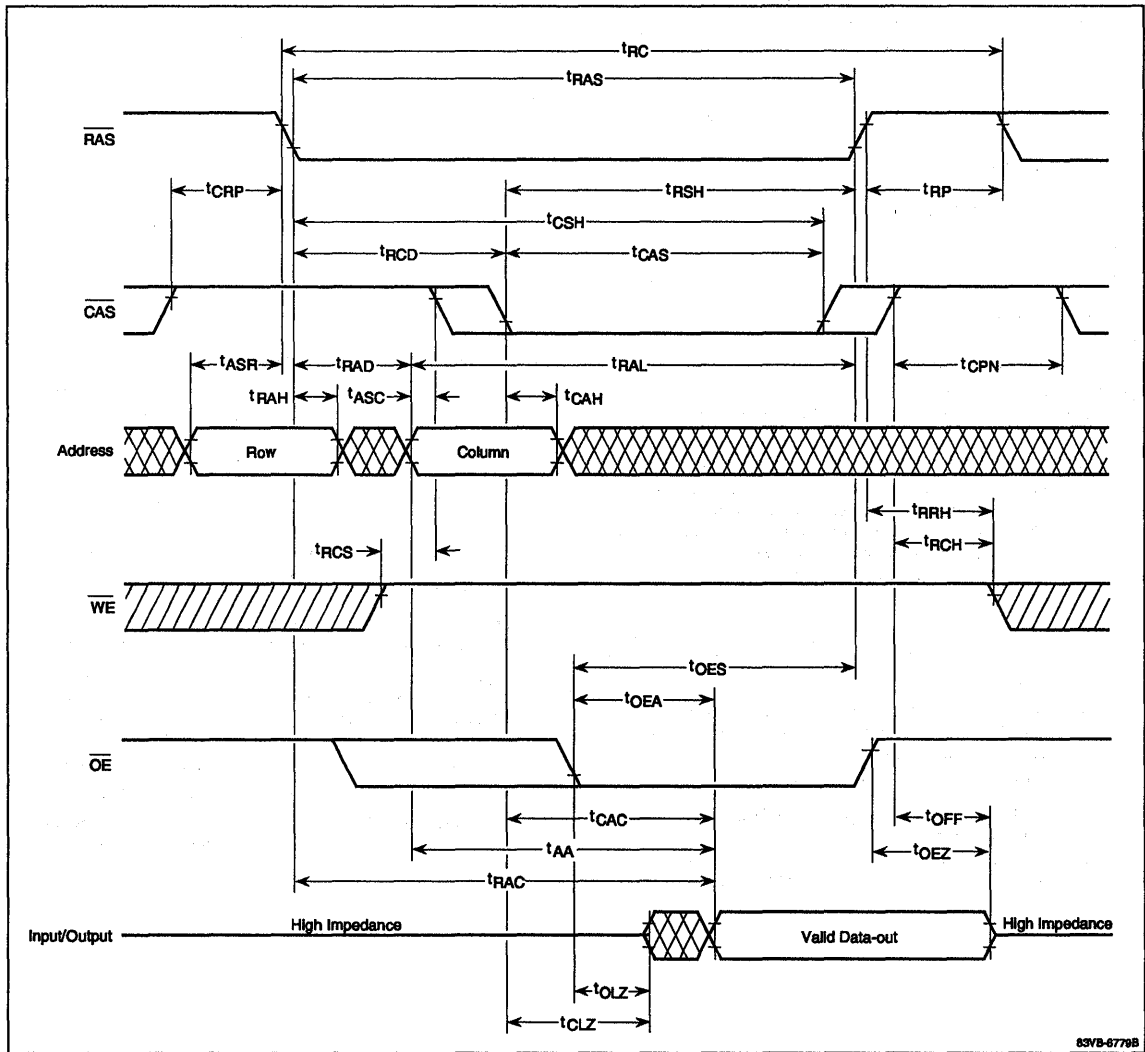 tRC
tRAS
RAS
tCRP
tRSH
tRP
tCSH
tRCD
tCAS
CAS
tASR
tRAD
tRAL
tCPN
tRAH
tASC
tCAH
Address
Row
Column
tRRH
tRCH
tRCS
WE
tOES
tOEA
OE
tCAC
tOFF
tAA
tOEZ
tRAC
High Impedance
High Impedance
Input/Output
Valid Data-out
tOLZ
tCLZ
83VB-6779B